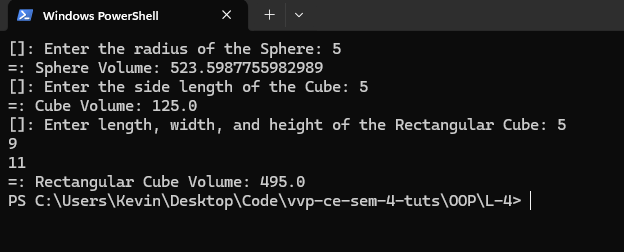 Windows PowerShell
[]: Enter the radius of the Sphere: 5
=: Sphere Volume: 523.5987755982989
[]: Enter the side length of the Cube: 5
=: Cube Volume: 125.0
[]: Enter length, width, and height of the Rectangular Cube: 5
9
11
=: Rectangular Cube Volume: 495.0
PS C:\Users\Kevin\Desktop\Code\vvp-ce-sem-4-tuts\OOP\L-4>